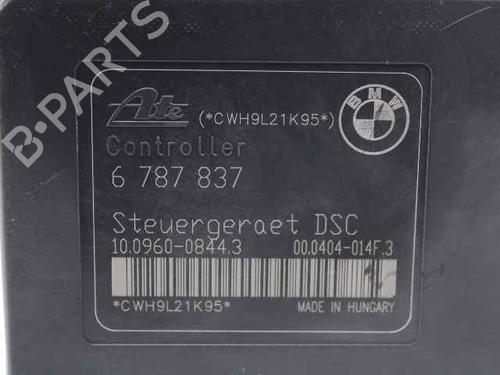 B-PARTS
Ate (*CWH9L21K95*)
BMW
Controller
6 787 837
Steuergeraet DSC
10.0960-0844.3 00.0404-014F.3
*CWH9L21K95* MADE IN HUNGARY